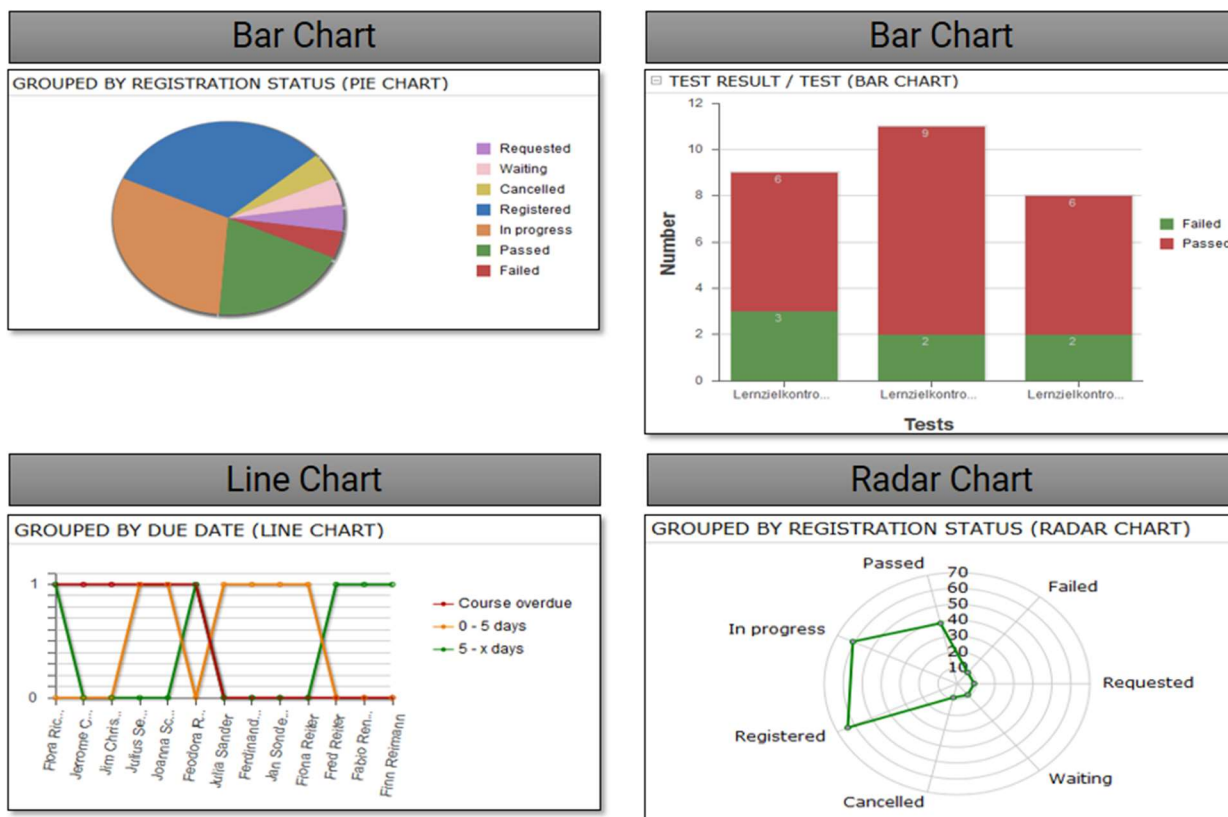 Bar Chart
GROUPED BY REGISTRATION STATUS (PIE CHART)
Requested
Waiting
Cancelled
Registered
In progress
Passed
Failed
Bar Chart
TEST RESULT / TEST (BAR CHART)
12
10
8
6
4
2
0
Number
6
3
9
2
6
2
Lernzielkontro...
Lernzielkontro...
Lernzielkontro...
Tests
Failed
Passed
Line Chart
GROUPED BY DUE DATE (LINE CHART)
1
0
Flora Ric...
Jerrome C...
Jim Chris...
Julius Se...
Joanna Sc...
Feodora R...
Julia Sander
Ferdinand...
Jan Sonde...
Fiona Reiter
Fred Reiter
Fabio Ren...
Finn Reimann
Course overdue
0 - 5 days
5 - x days
Radar Chart
GROUPED BY REGISTRATION STATUS (RADAR CHART)
Passed
70
60
50
40
30
20
10
Failed
In progress
Requested
Registered
Waiting
Cancelled